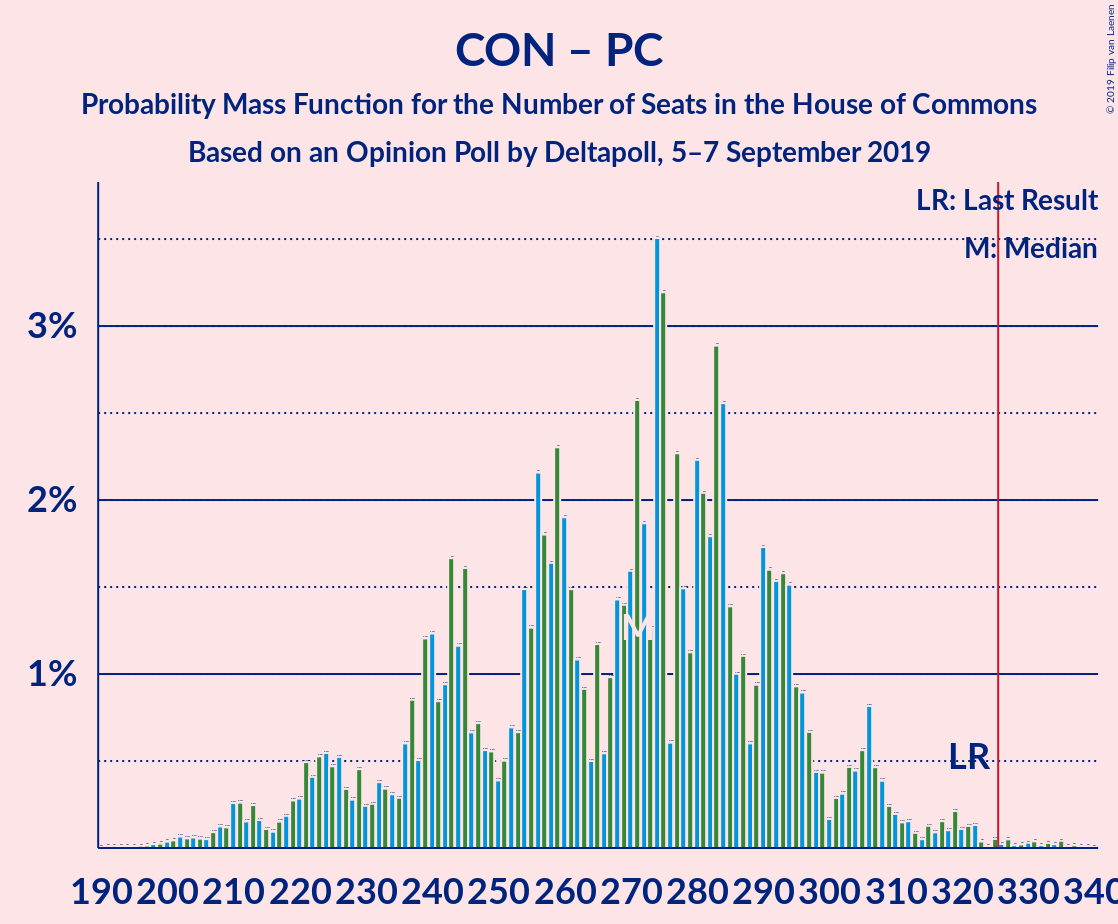 CON – PC
Probability Mass Function for the Number of Seats in the House of Commons
Based on an Opinion Poll by Deltapoll, 5–7 September 2019
© 2019 Filip van Laenen
LR: Last Result
M: Median
3%
2%
1%
M
LR
190 200 210 220 230 240 250 260 270 280 290 300 310 320 330 340